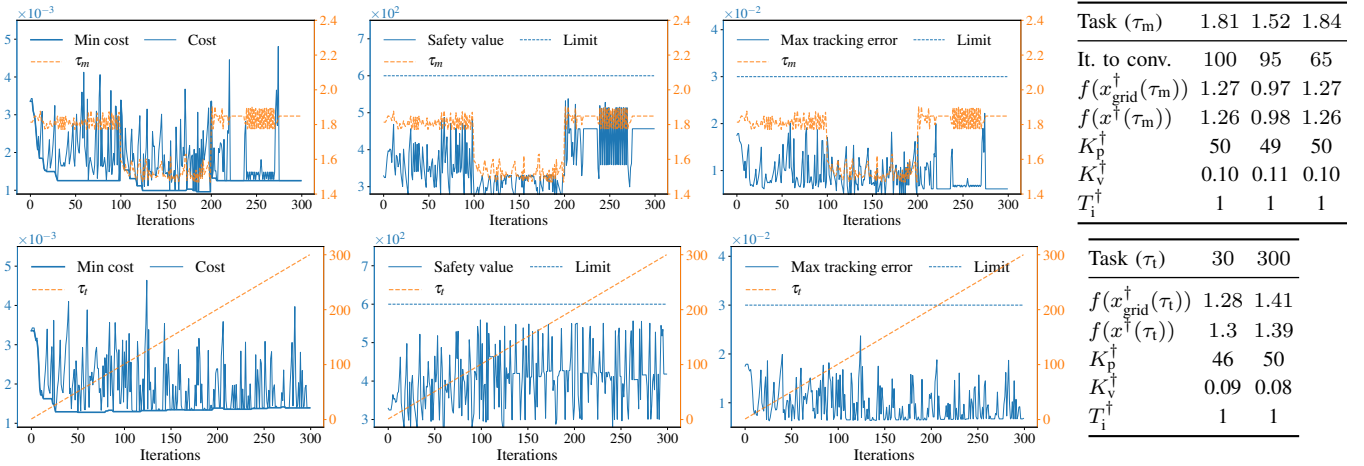 ×10⁻³
Min cost
Cost
τₘ
5
4
3
2
1
2.4
2.2
2.0
1.8
1.6
1.4
0 50 100 150 200 250 300
Iterations
×10²
Safety value
Limit
τₘ
7
6
5
4
3
2.4
2.2
2.0
1.8
1.6
1.4
0 50 100 150 200 250 300
Iterations
×10⁻²
Max tracking error
Limit
τₘ
4
3
2
1
2.4
2.2
2.0
1.8
1.6
1.4
0 50 100 150 200 250 300
Iterations
Task (τₘ) 1.81 1.52 1.84
It. to conv. 100 95 65
f(x†grid(τₘ)) 1.27 0.97 1.27
f(x†(τₘ)) 1.26 0.98 1.26
K†p 50 49 50
K†v 0.10 0.11 0.10
T†i 1 1 1
×10⁻³
Min cost
Cost
τₜ
5
4
3
2
1
300
200
100
0
0 50 100 150 200 250 300
Iterations
×10²
Safety value
Limit
τₜ
7
6
5
4
3
300
200
100
0
0 50 100 150 200 250 300
Iterations
×10⁻²
Max tracking error
Limit
τₜ
4
3
2
1
300
200
100
0
0 50 100 150 200 250 300
Iterations
Task (τₜ) 30 300
f(x†grid(τₜ)) 1.28 1.41
f(x†(τₜ)) 1.3 1.39
K†p 46 50
K†v 0.09 0.08
T†i 1 1